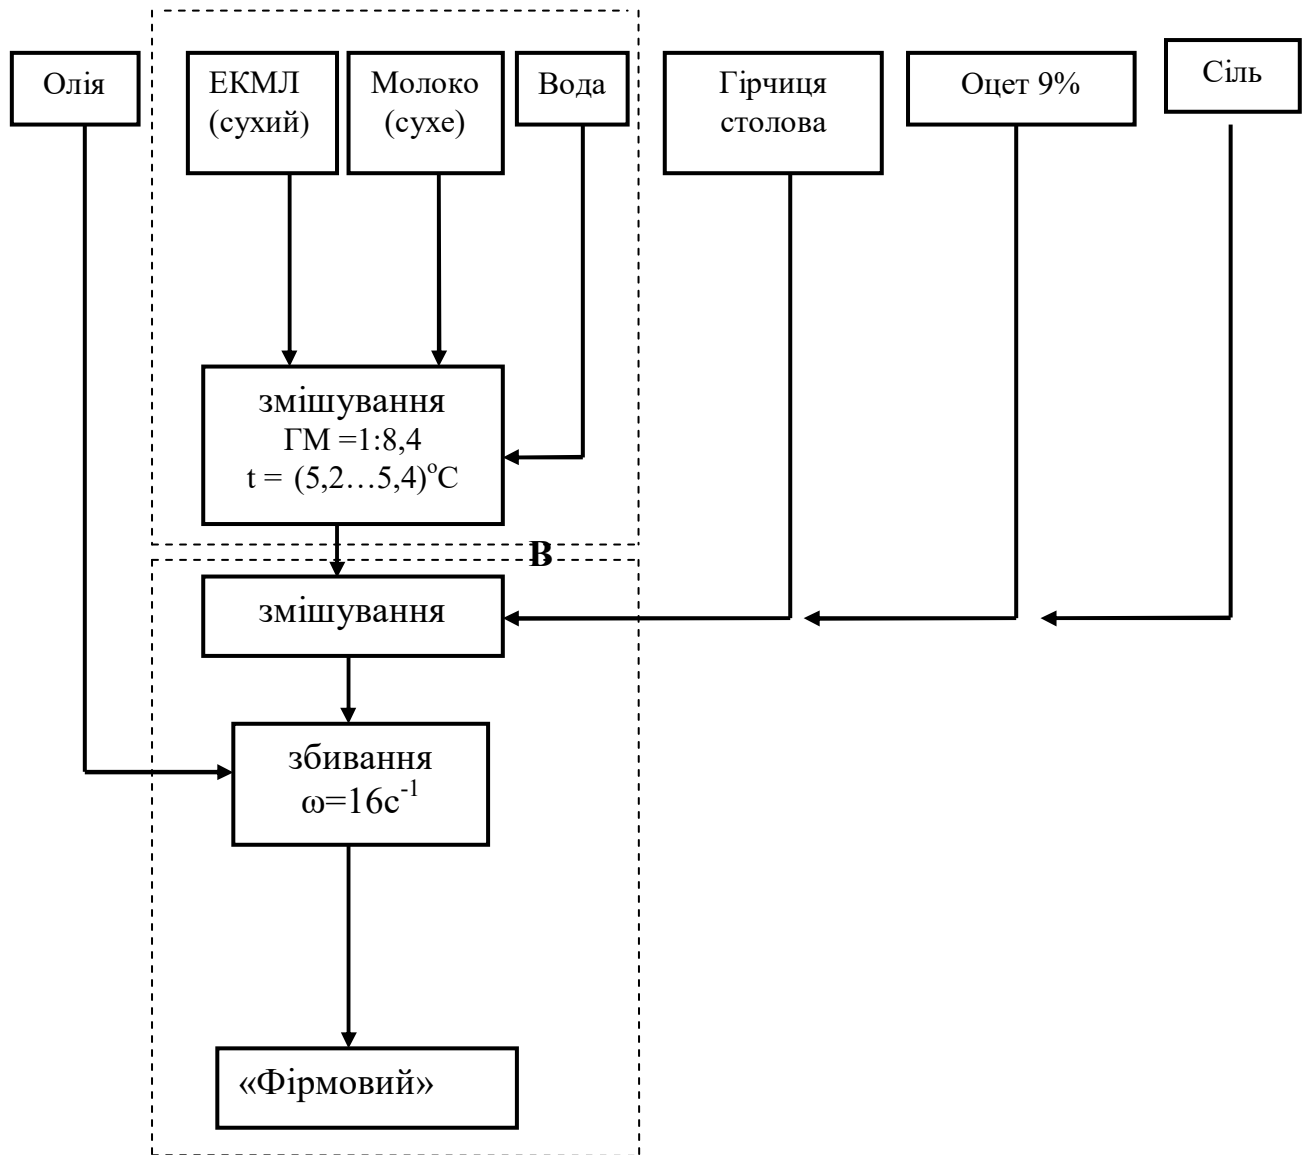 Олія
ЕКМЛ
(сухий)
Молоко
(сухе)
Вода
Гірчиця
столова
Оцет 9%
Сіль
змішування
ГМ =1:8,4
t = (5,2…5,4)°С
В
змішування
збивання
ω=16с⁻¹
«Фірмовий»